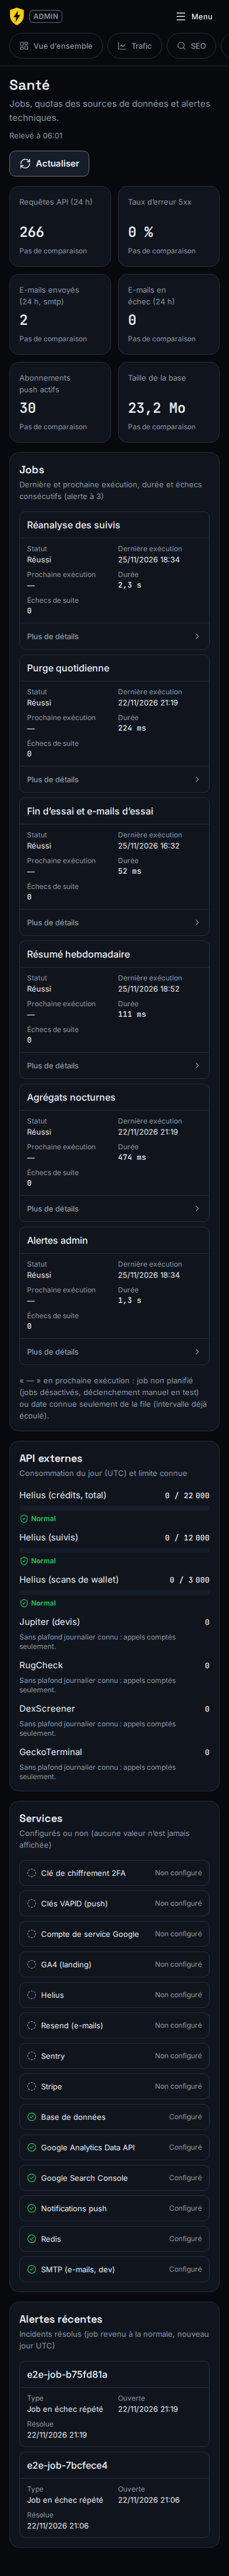 ADMIN
Menu
Vue d'ensemble
Trafic
SEO
Santé
Jobs, quotas des sources de données et alertes
techniques.
Relevé à 06:01
Actualiser
Requêtes API (24 h)
266
Pas de comparaison
Taux d'erreur 5xx
0 %
Pas de comparaison
E-mails envoyés
(24 h, smtp)
2
Pas de comparaison
E-mails en
échec (24 h)
0
Pas de comparaison
Abonnements
push actifs
30
Pas de comparaison
Taille de la base
23,2 Mo
Pas de comparaison
Jobs
Dernière et prochaine exécution, durée et échecs
consécutifs (alerte à 3)
Réanalyse des suivis
Statut
Réussi
Dernière exécution
25/11/2026 18:34
Prochaine exécution
—
Durée
2,3 s
Échecs de suite
0
Plus de détails
Purge quotidienne
Statut
Réussi
Dernière exécution
22/11/2026 21:19
Prochaine exécution
—
Durée
224 ms
Échecs de suite
0
Plus de détails
Fin d'essai et e-mails d'essai
Statut
Réussi
Dernière exécution
25/11/2026 16:32
Prochaine exécution
—
Durée
52 ms
Échecs de suite
0
Plus de détails
Résumé hebdomadaire
Statut
Réussi
Dernière exécution
25/11/2026 18:52
Prochaine exécution
—
Durée
111 ms
Échecs de suite
0
Plus de détails
Agrégats nocturnes
Statut
Réussi
Dernière exécution
22/11/2026 21:19
Prochaine exécution
—
Durée
474 ms
Échecs de suite
0
Plus de détails
Alertes admin
Statut
Réussi
Dernière exécution
25/11/2026 18:34
Prochaine exécution
—
Durée
1,3 s
Échecs de suite
0
Plus de détails
« — » en prochaine exécution : job non planifié
(jobs désactivés, déclenchement manuel en test)
ou date connue seulement de la file (intervalle déjà
écoulé).
API externes
Consommation du jour (UTC) et limite connue
Helius (crédits, total)
0 / 22 000
Normal
Helius (suivis)
0 / 12 000
Normal
Helius (scans de wallet)
0 / 3 000
Normal
Jupiter (devis)
0
Sans plafond journalier connu : appels comptés
seulement.
RugCheck
0
Sans plafond journalier connu : appels comptés
seulement.
DexScreener
0
Sans plafond journalier connu : appels comptés
seulement.
GeckoTerminal
0
Sans plafond journalier connu : appels comptés
seulement.
Services
Configurés ou non (aucune valeur n'est jamais
affichée)
Clé de chiffrement 2FA
Non configuré
Clés VAPID (push)
Non configuré
Compte de service Google
Non configuré
GA4 (landing)
Non configuré
Helius
Non configuré
Resend (e-mails)
Non configuré
Sentry
Non configuré
Stripe
Non configuré
Base de données
Configuré
Google Analytics Data API
Configuré
Google Search Console
Configuré
Notifications push
Configuré
Redis
Configuré
SMTP (e-mails, dev)
Configuré
Alertes récentes
Incidents résolus (job revenu à la normale, nouveau
jour UTC)
e2e-job-b75fd81a
Type
Job en échec répété
Ouverte
22/11/2026 21:19
Résolue
22/11/2026 21:19
e2e-job-7bcfece4
Type
Job en échec répété
Ouverte
22/11/2026 21:06
Résolue
22/11/2026 21:06